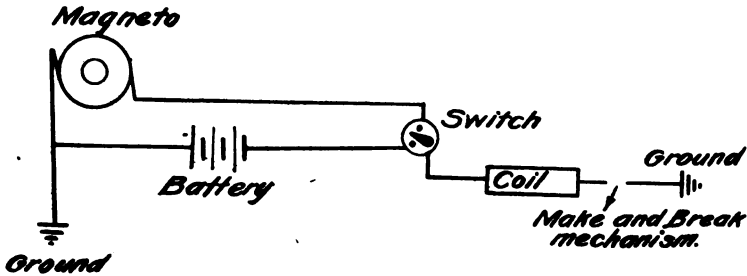 Magneto
Switch
Battery
Coil
Ground
Make and Break
mechanism.
Ground